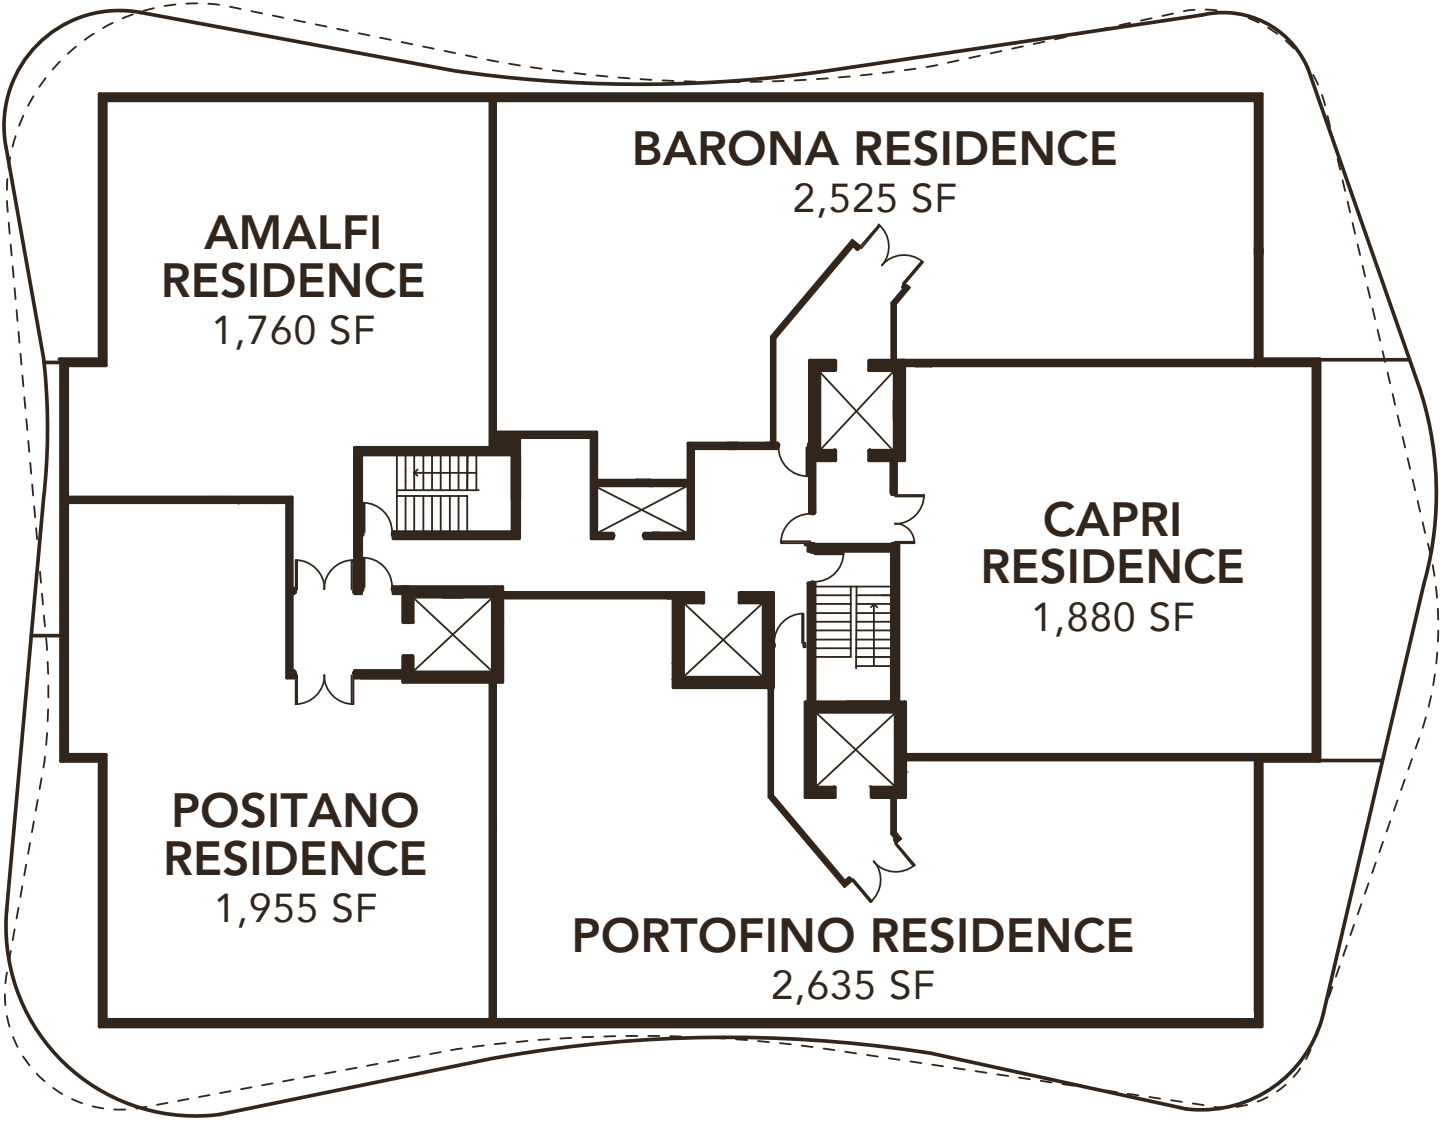 BARONA RESIDENCE
2,525 SF
AMALFI
RESIDENCE
1,760 SF
CAPRI
RESIDENCE
1,880 SF
POSITANO
RESIDENCE
1,955 SF
PORTOFINO RESIDENCE
2,635 SF